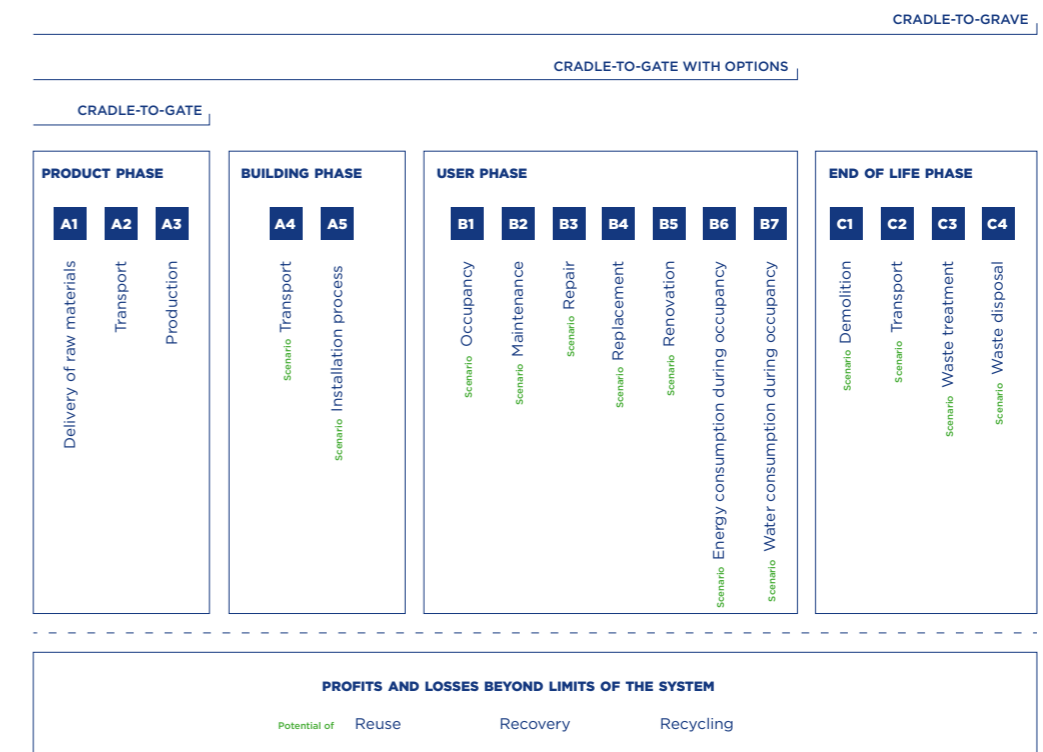 CRADLE-TO-GRAVE
CRADLE-TO-GATE WITH OPTIONS
CRADLE-TO-GATE
PRODUCT PHASE
A1 A2 A3
Delivery of raw materials
Transport
Production
BUILDING PHASE
A4 A5
Scenario Transport
Scenario Installation process
USER PHASE
B1 B2 B3 B4 B5 B6 B7
Scenario Occupancy
Scenario Maintenance
Scenario Repair
Scenario Replacement
Scenario Renovation
Scenario Energy consumption during occupancy
Scenario Water consumption during occupancy
END OF LIFE PHASE
C1 C2 C3 C4
Scenario Demolition
Scenario Transport
Scenario Waste treatment
Scenario Waste disposal
PROFITS AND LOSSES BEYOND LIMITS OF THE SYSTEM
Potential of Reuse Recovery Recycling